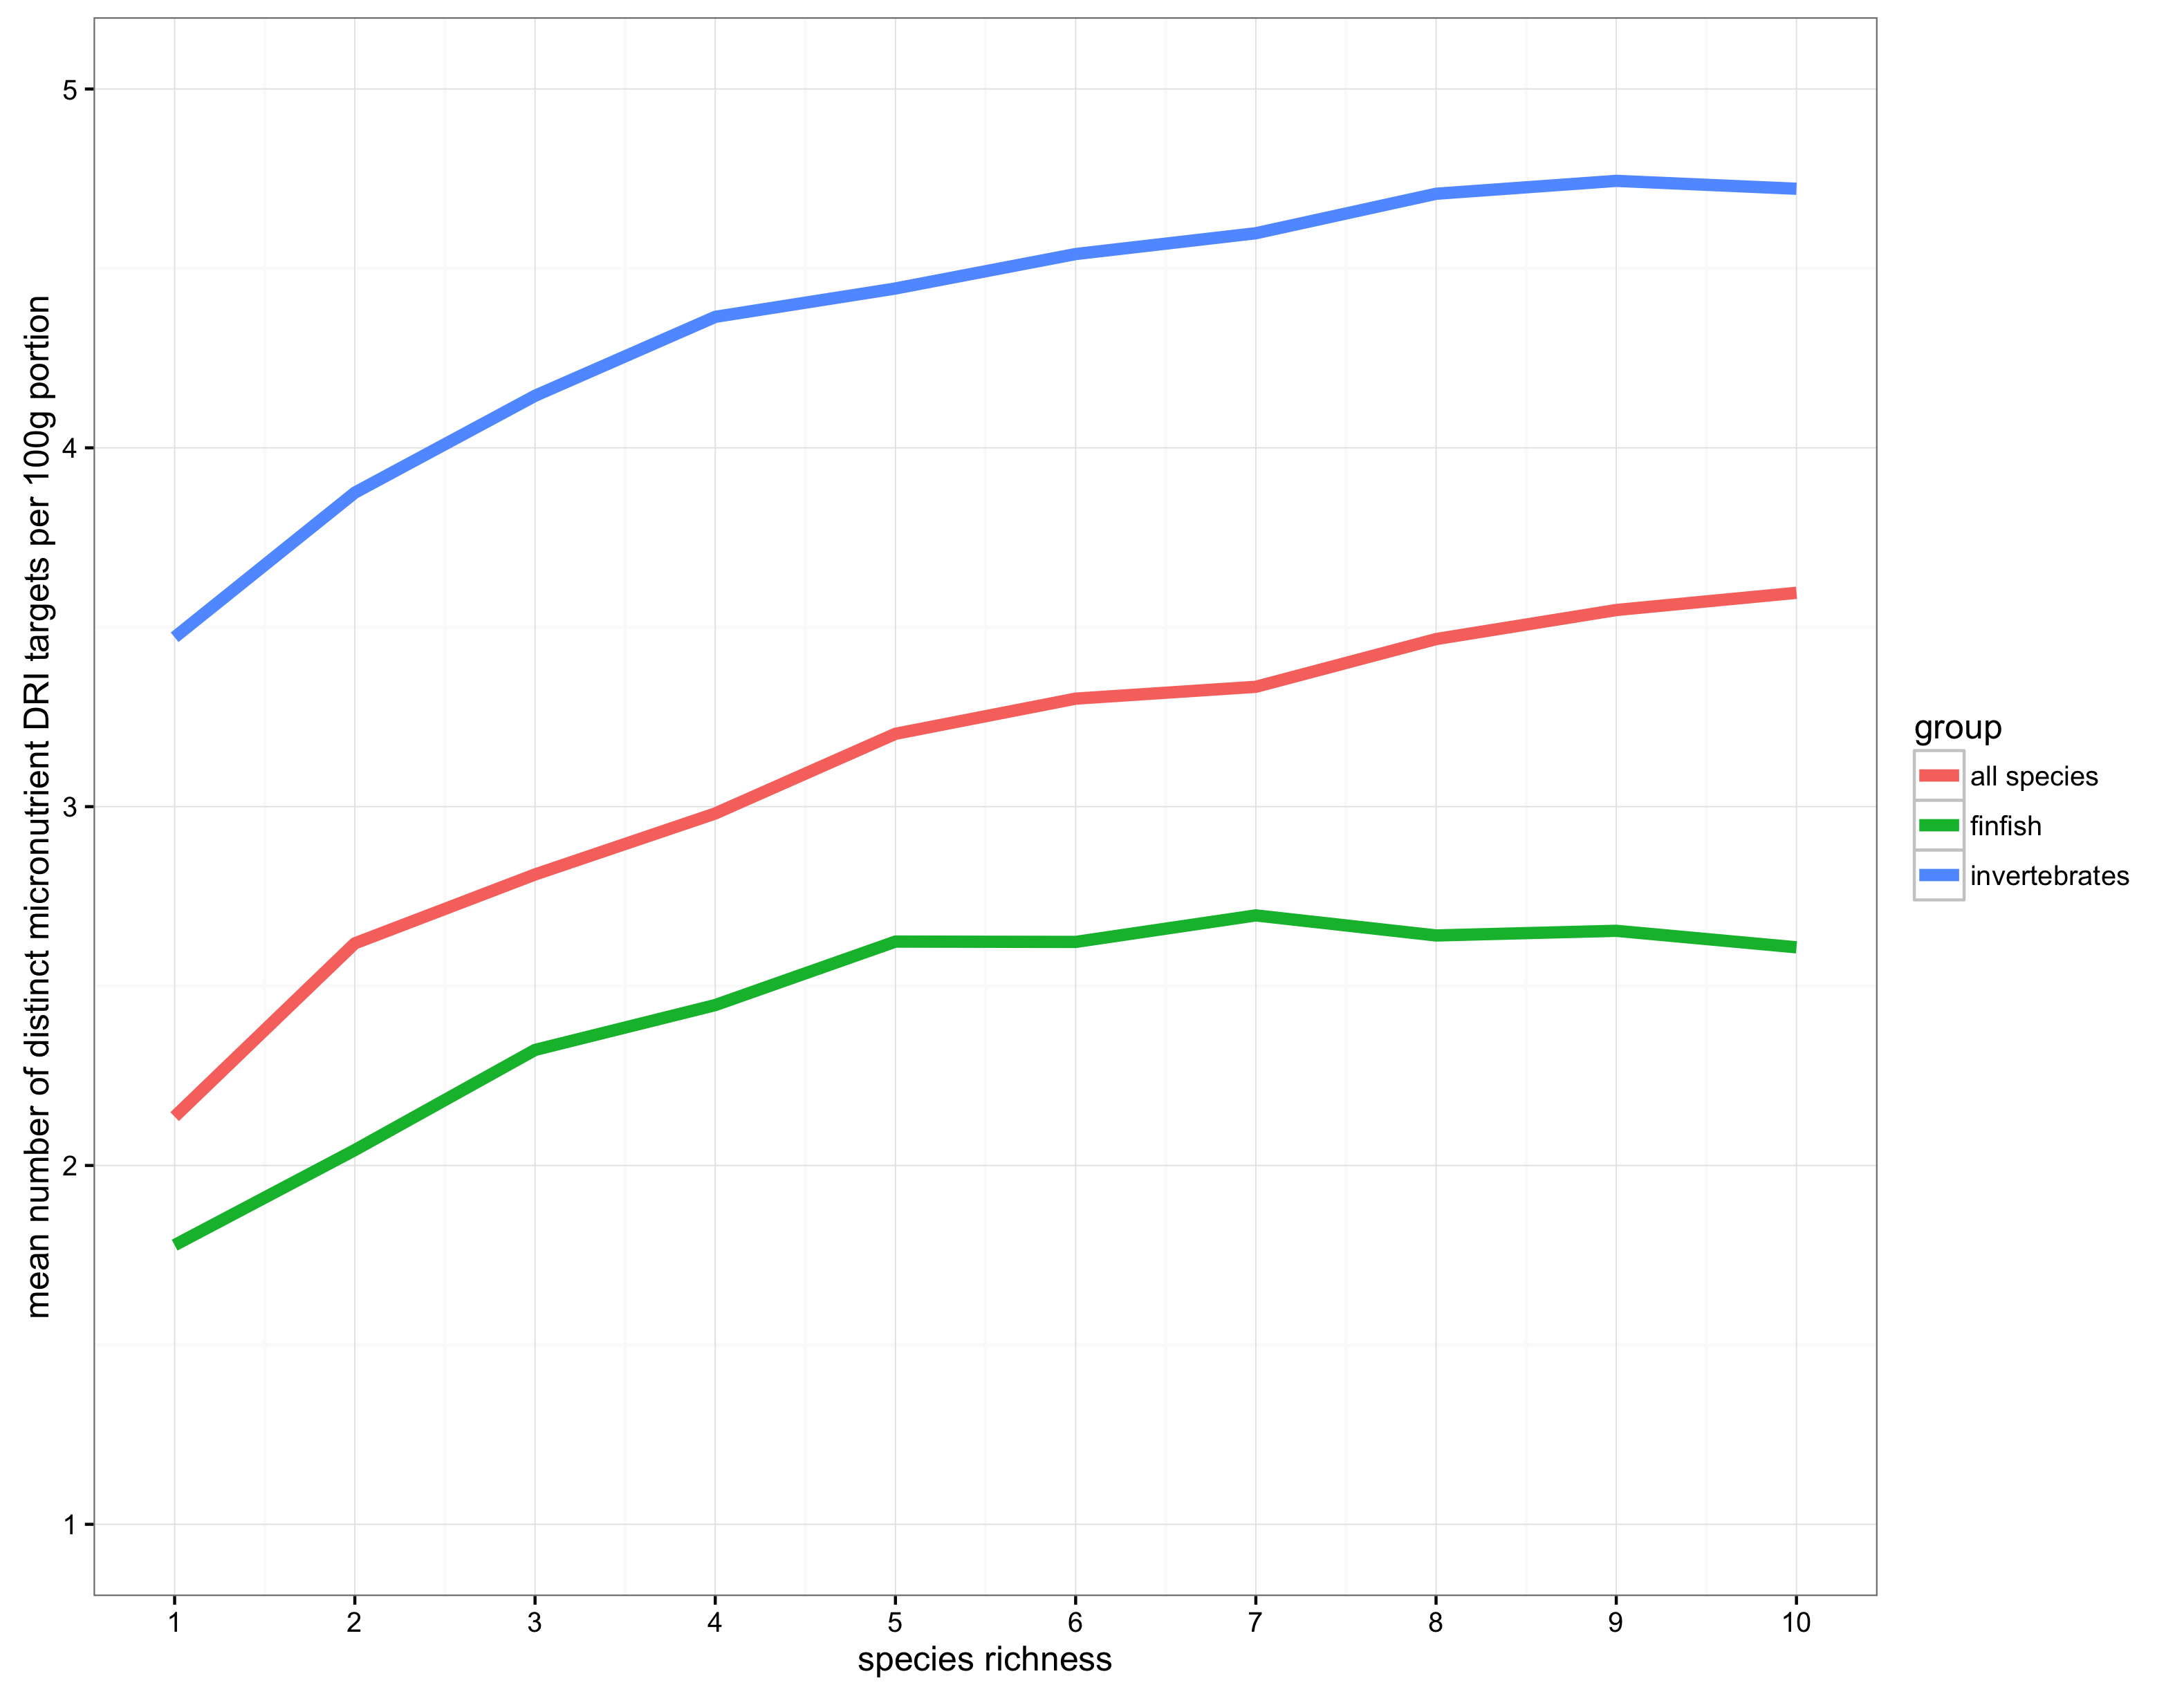 mean number of distinct micronutrient DRI targets per 100g portion
5
4
3
2
1
1 2 3 4 5 6 7 8 9 10
species richness
group
all species
finfish
invertebrates